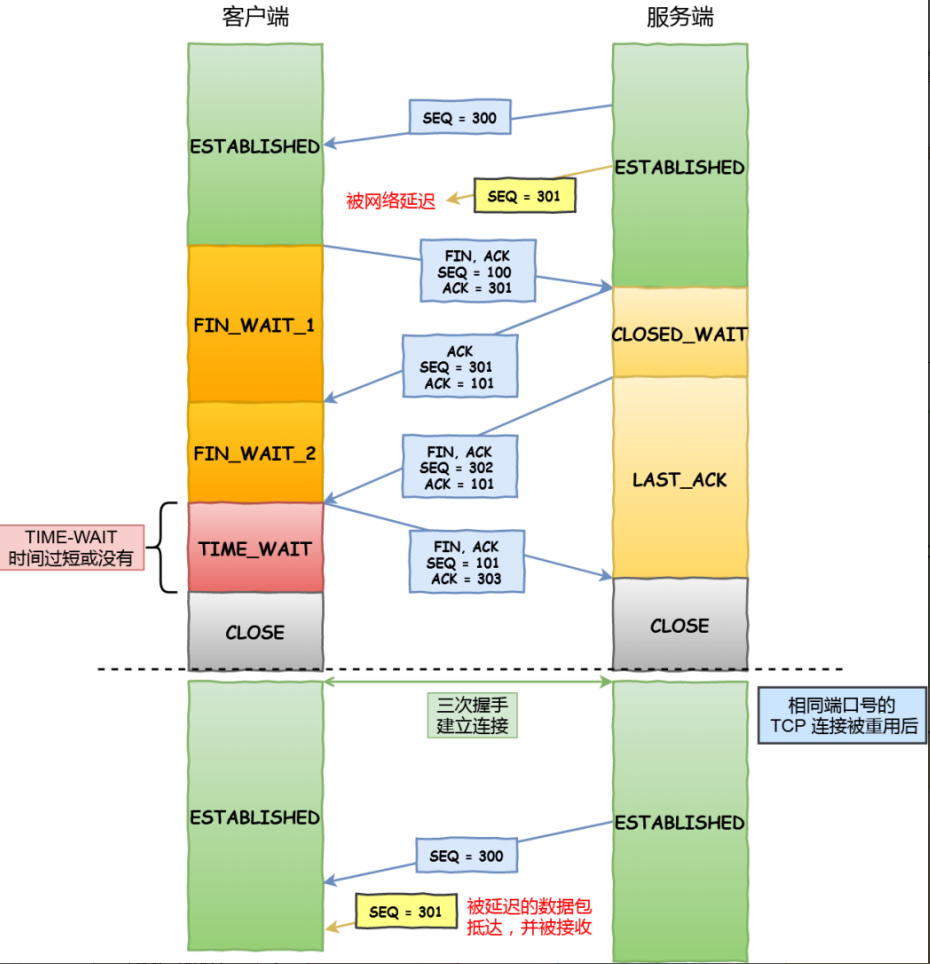 客户端
服务端
SEQ = 300
ESTABLISHED
ESTABLISHED
被网络延迟
SEQ = 301
FIN, ACK
SEQ = 100
ACK = 301
FIN_WAIT_1
CLOSED_WAIT
ACK
SEQ = 301
ACK = 101
FIN_WAIT_2
FIN, ACK
SEQ = 302
ACK = 101
LAST_ACK
TIME-WAIT
时间过短或没有
TIME_WAIT
FIN, ACK
SEQ = 101
ACK = 303
CLOSE
CLOSE
三次握手
建立连接
相同端口号的
TCP 连接被重用后
ESTABLISHED
ESTABLISHED
SEQ = 300
SEQ = 301
被延迟的数据包
抵达，并被接收